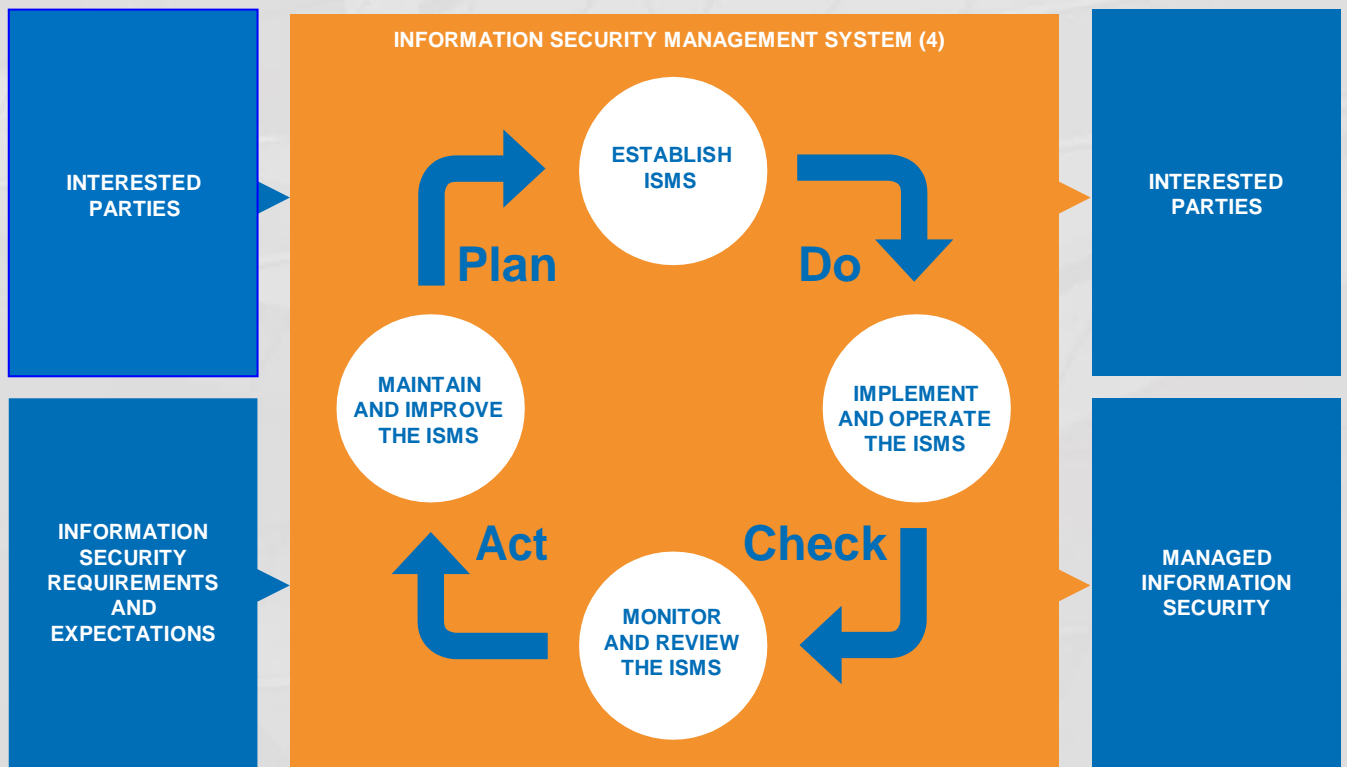 INFORMATION SECURITY MANAGEMENT SYSTEM (4)
INTERESTED
PARTIES
ESTABLISH
ISMS
INTERESTED
PARTIES
Plan
Do
MAINTAIN
AND IMPROVE
THE ISMS
IMPLEMENT
AND OPERATE
THE ISMS
INFORMATION
SECURITY
REQUIREMENTS
AND
EXPECTATIONS
Act
Check
MONITOR
AND REVIEW
THE ISMS
MANAGED
INFORMATION
SECURITY